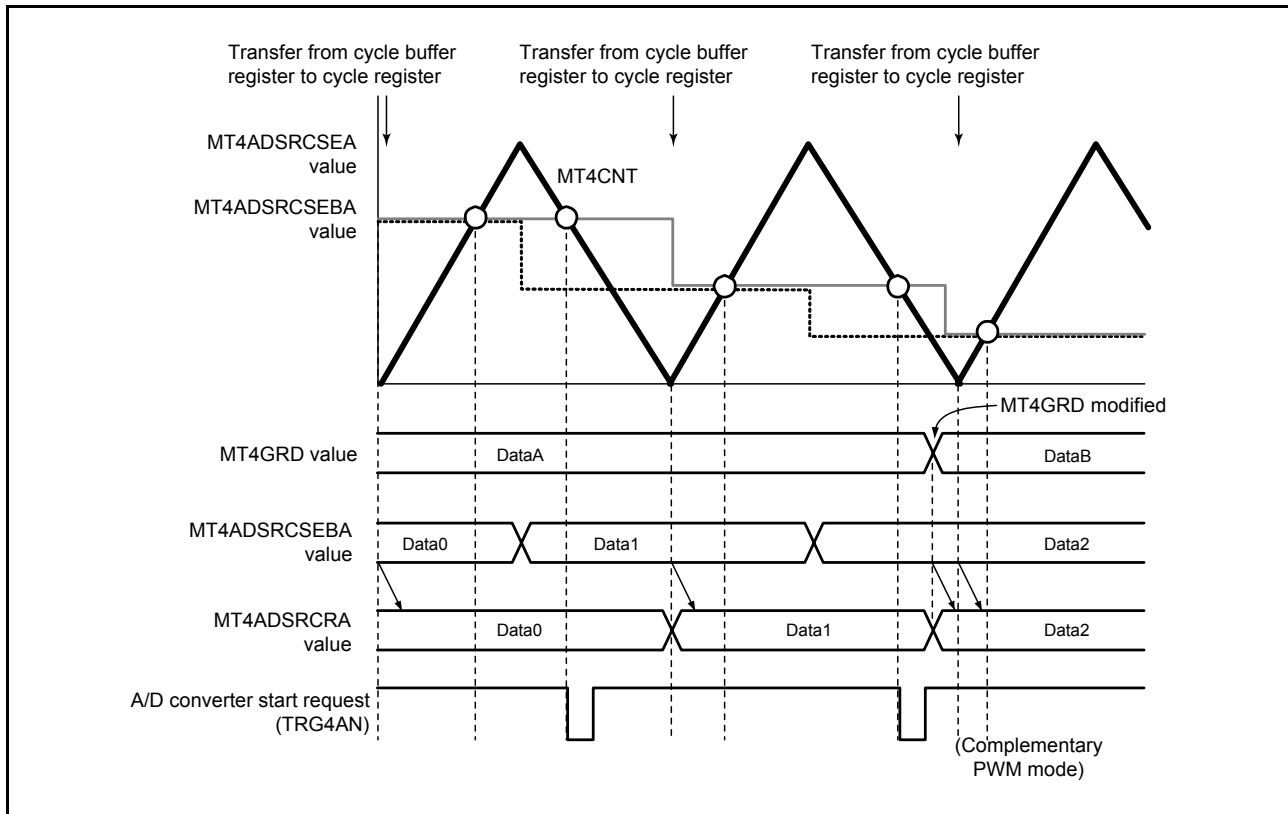 Transfer from cycle buffer
register to cycle register
Transfer from cycle buffer
register to cycle register
Transfer from cycle buffer
register to cycle register
MT4ADSRCSEA
value
MT4CNT
MT4ADSRCSEBA
value
MT4GRD modified
MT4GRD value
DataA
DataB
MT4ADSRCSEBA
value
Data0
Data1
Data2
MT4ADSRCRA
value
Data0
Data1
Data2
A/D converter start request
(TRG4AN)
(Complementary
PWM mode)